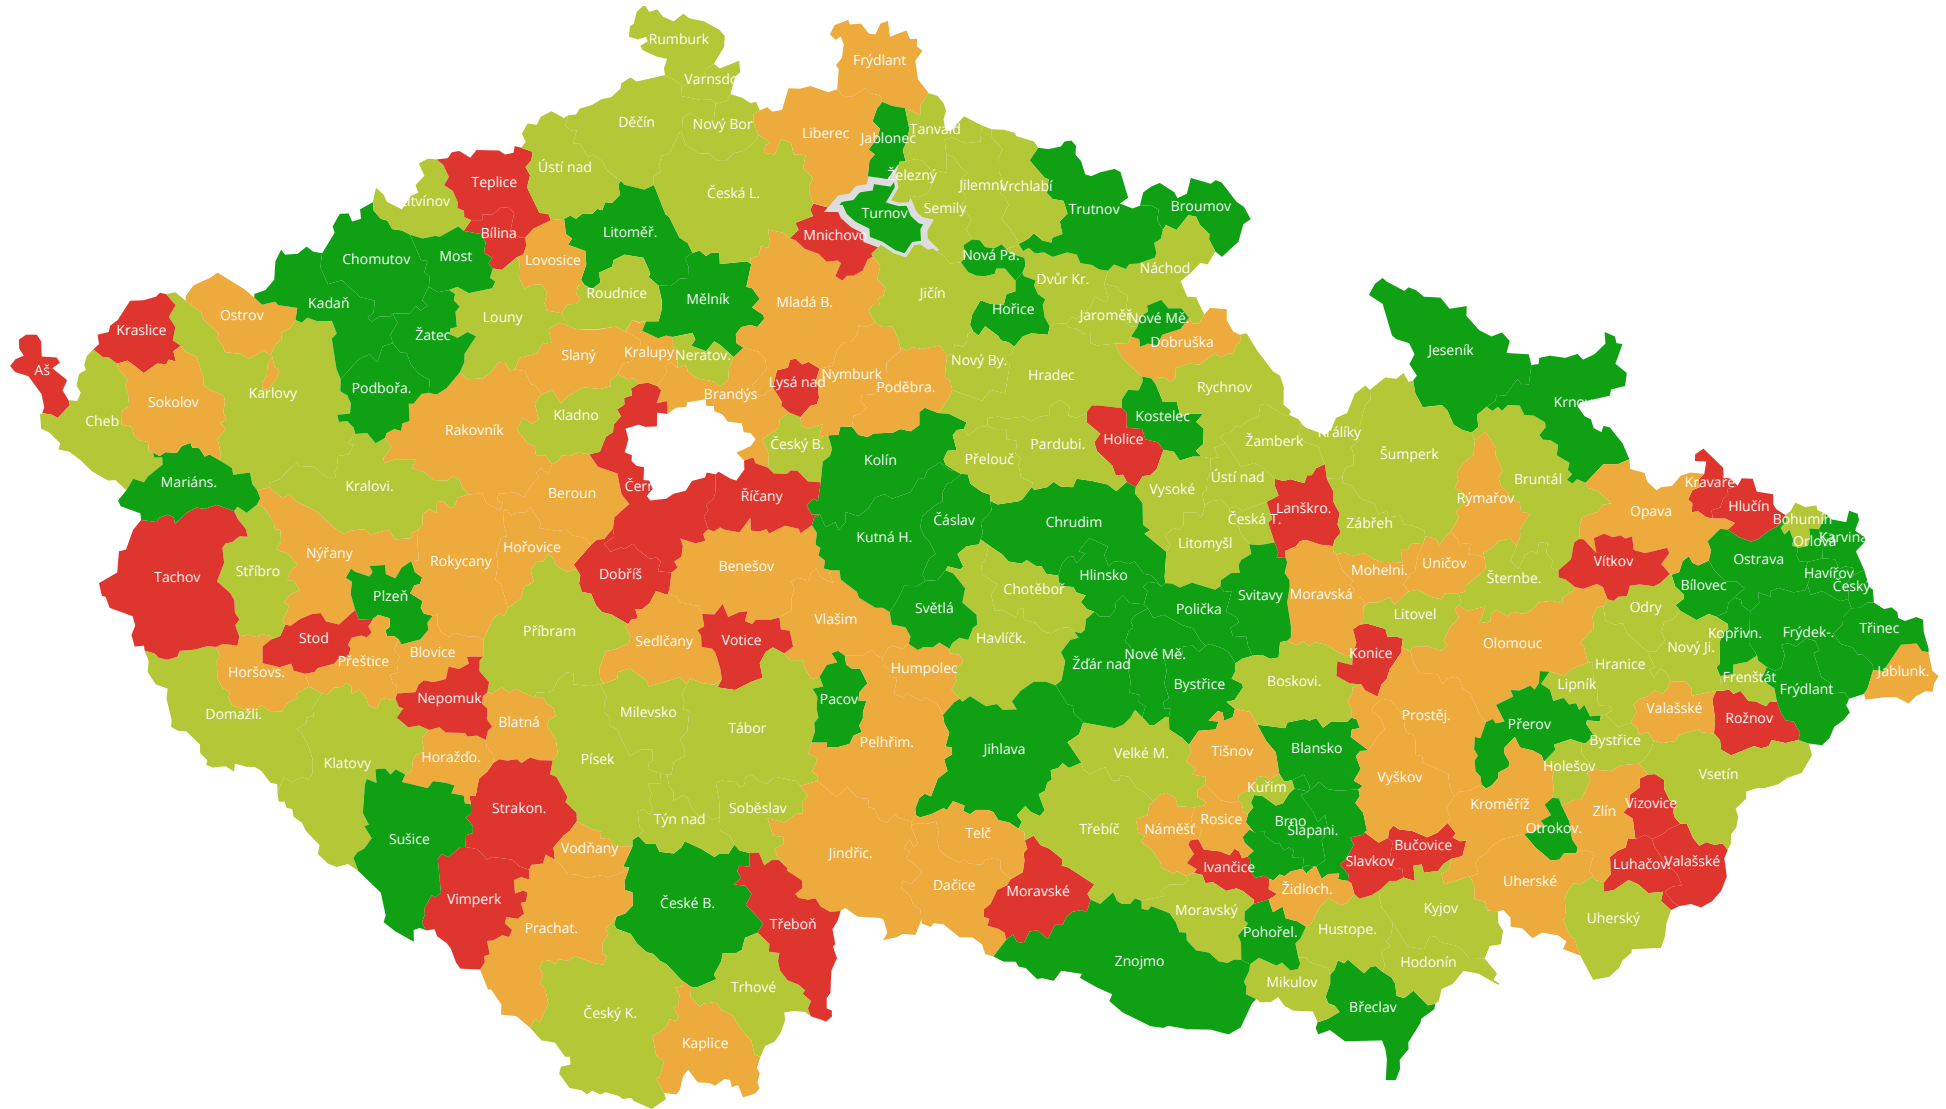 Rumburk
Frýdlant
Varnsdo
Děčín
Nový Bor
Liberec
Jablonec
Tanvald
Ústí nad
Teplice
Česká L.
Železný
Jilemni
Vrchlabí
Litvínov
Semily
Turnov
Trutnov
Broumov
Bílina
Litoměř.
Mnichovo
Most
Chomutov
Lovosice
Nová Pa.
Náchod
Dvůr Kr.
Roudnice
Mělník
Mladá B.
Jičín
Kadaň
Hořice
Ostrov
Louny
Jaroměř
Nové Mě.
Kraslice
Žatec
Dobruška
Slaný
Kralupy
Neratov.
Nový By.
Jeseník
Aš
Lysá nad
Nymburk
Poděbra.
Hradec
Rychnov
Podbořa.
Karlovy
Brandýs
Sokolov
Krnov
Kladno
Kostelec
Cheb
Rakovník
Český B.
Pardubi.
Holice
Žamberk
Králíky
Kolín
Přelouč
Šumperk
Mariáns.
Kralovi.
Beroun
Čern
Říčany
Vysoké
Ústí nad
Bruntál
Kravaře
Rýmařov
Hlučín
Lanškro.
Opava
Čáslav
Chrudim
Česká T.
Zábřeh
Bohumín
Kutná H.
Litomyšl
Orlová
Karviná
Nýřany
Hořovice
Rokycany
Ostrava
Vítkov
Uničov
Stříbro
Tachov
Dobříš
Benešov
Hlinsko
Mohelni.
Šternbe.
Havířov
Bílovec
Český
Plzeň
Chotěboř
Svitavy
Moravská
Světlá
Polička
Litovel
Odry
Vlašim
Příbram
Stod
Havlíčk.
Sedlčany
Votice
Olomouc
Kopřivn.
Frýdek-.
Třinec
Blovice
Přeštice
Nové Mě.
Konice
Nový Ji.
Horšovs.
Humpolec
Žďár nad
Hranice
Jablunk.
Boskovi.
Bystřice
Lipník
Frenštát
Frýdlant
Nepomuk
Pacov
Domažli.
Milevsko
Blatná
Tábor
Prostěj.
Přerov
Valašské
Rožnov
Pelhřim.
Jihlava
Velké M.
Tišnov
Blansko
Bystřice
Klatovy
Horažďo.
Písek
Holešov
Vsetín
Vyškov
Kuřim
Strakon.
Soběslav
Týn nad
Kroměříž
Vizovice
Zlín
Telč
Třebíč
Náměšť
Rosice
Brno
Šlapani.
Otrokov.
Sušice
Vodňany
Jindřic.
Bučovice
Slavkov
Ivančice
Luhačov.
Valašské
Dačice
Moravské
Židloch.
Uherské
Vimperk
České B.
Moravský
Kyjov
Uherský
Prachat.
Třeboň
Pohořel.
Hustope.
Znojmo
Hodonín
Mikulov
Trhové
Břeclav
Český K.
Kaplice